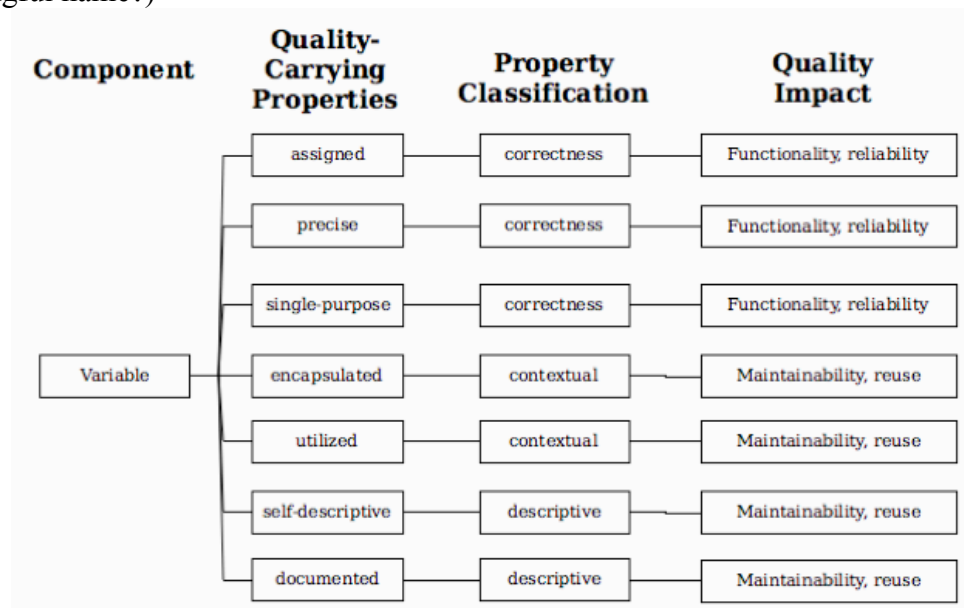 Component
Quality-
Carrying
Properties
Property
Classification
Quality
Impact
assigned correctness Functionality, reliability
precise correctness Functionality, reliability
single-purpose correctness Functionality, reliability
Variable encapsulated contextual Maintainability, reuse
utilized contextual Maintainability, reuse
self-descriptive descriptive Maintainability, reuse
documented descriptive Maintainability, reuse